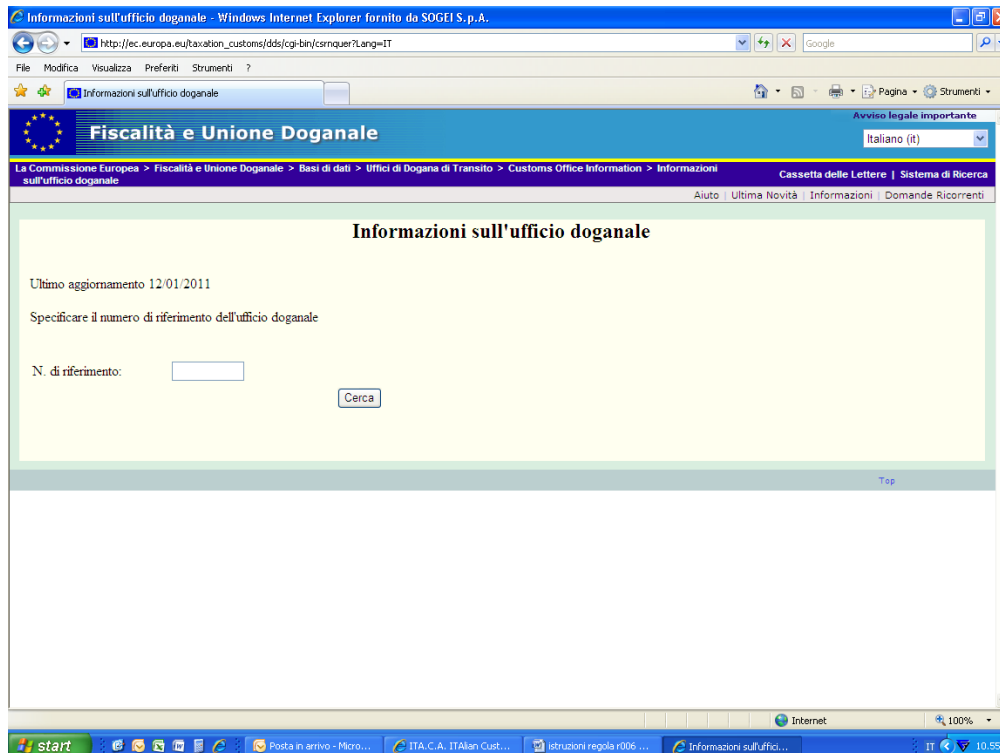 Informazioni sull'ufficio doganale - Windows Internet Explorer fornito da SOGEI S.p.A.
http://ec.europa.eu/taxation_customs/dds/cgi-bin/csrnquer?Lang=IT
Google
File Modifica Visualizza Preferiti Strumenti ?
Informazioni sull'ufficio doganale
Pagina Strumenti
Avviso legale importante
Fiscalità e Unione Doganale
Italiano (it)
La Commissione Europea > Fiscalità e Unione Doganale > Basi di dati > Uffici di Dogana di Transito > Customs Office Information > Informazioni
sull'ufficio doganale
Cassetta delle Lettere | Sistema di Ricerca
Aiuto | Ultima Novità | Informazioni | Domande Ricorrenti
Informazioni sull'ufficio doganale
Ultimo aggiornamento 12/01/2011
Specificare il numero di riferimento dell'ufficio doganale
N. di riferimento:
Cerca
Top
Internet
100%
start
Posta in arrivo - Micro...
ITA.C.A. ITAlian Cust...
istruzioni regola r006 ...
Informazioni sull'uffici...
IT
10.55